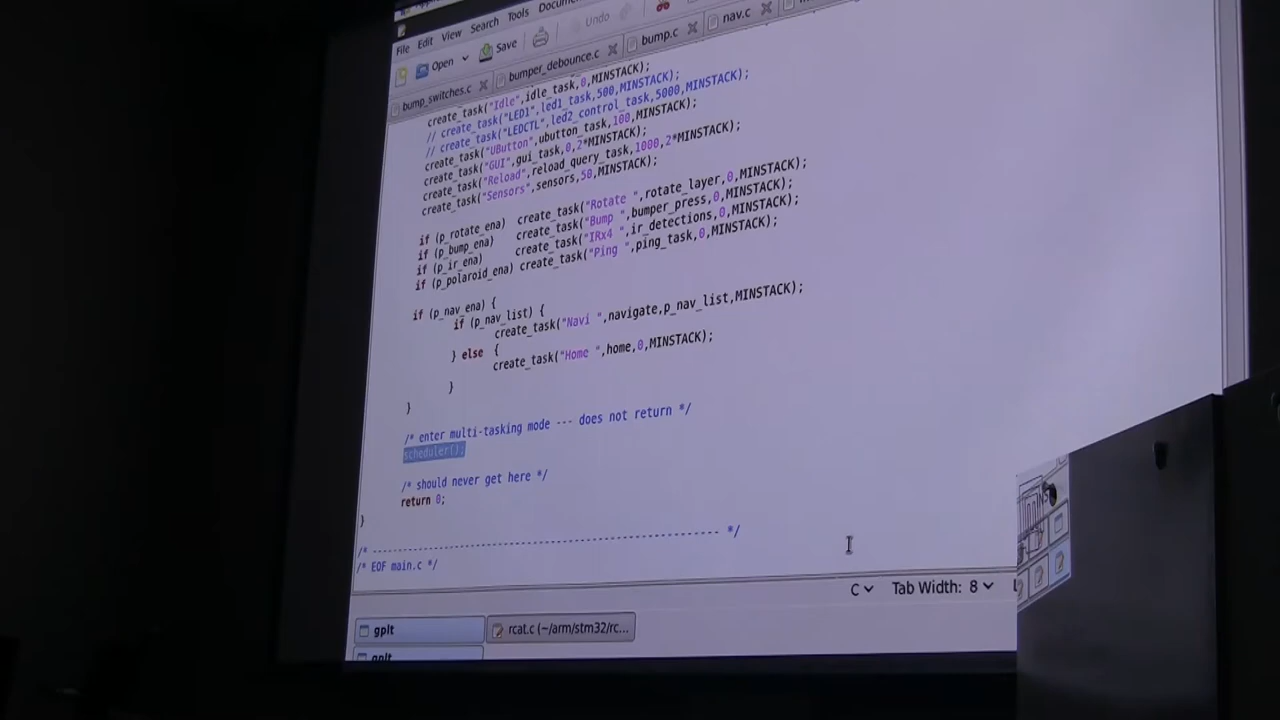 File Edit View Search Tools
Open Save Undo
bump_switches.c bumper_debounce.c bump.c nav.c
create_task("Idle",idle_task,0,MINSTACK);
// create_task("LED1",led1_task,500,MINSTACK);
// create_task("LEDCTL",led2_control_task,5000,MINSTACK);
create_task("UButton",ubutton_task,100,MINSTACK);
create_task("GUI",gui_task,0,2*MINSTACK);
create_task("Reload",reload_query_task,1000,2*MINSTACK);
create_task("Sensors",sensors,50,MINSTACK);
if (p_rotate_ena) create_task("Rotate ",rotate_layer,0,MINSTACK);
if (p_bump_ena) create_task("Bump ",bumper_press,0,MINSTACK);
if (p_ir_ena) create_task("IRx4 ",ir_detections,0,MINSTACK);
if (p_polaroid_ena) create_task("Ping ",ping_task,0,MINSTACK);
if (p_nav_ena) {
if (p_nav_list) {
create_task("Navi ",navigate,p_nav_list,MINSTACK);
} else {
create_task("Home ",home,0,MINSTACK);
}
}
/* enter multi-tasking mode --- does not return */
scheduler();
/* should never get here */
return 0;
}
/* ------------------------------------------------ */
/* EOF main.c */
C Tab Width: 8
gplt rcat.c (~/arm/stm32/rc...
gplt